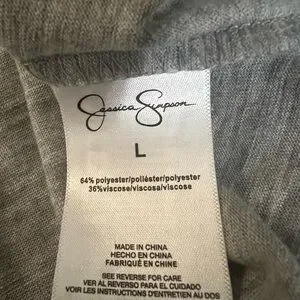 Jessica Simpson
L
64% polyester/poliéster/polyester
36%viscose/viscosa/viscose
MADE IN CHINA
HECHO EN CHINA
FABRIQUÉ EN CHINE
SEE REVERSE FOR CARE
VER AL REVERSO PARA EL CUIDADO
VOIR LES INSTRUCTIONS D'ENTRETIEN AU DOS